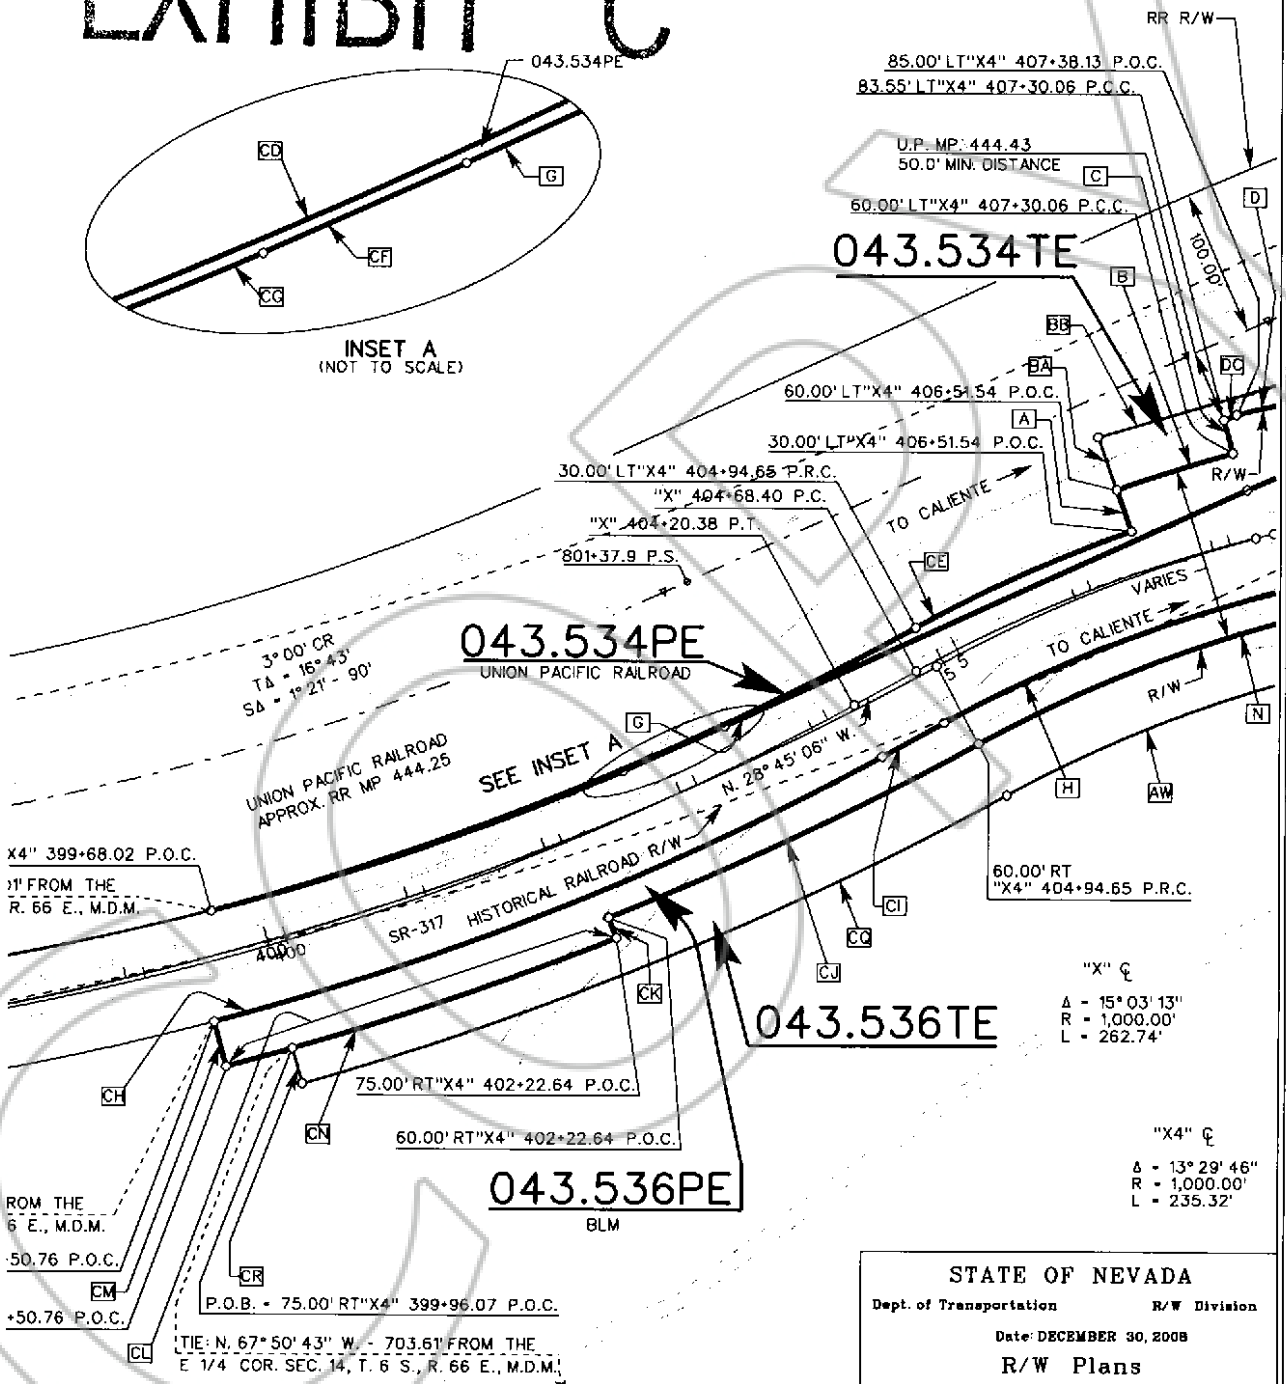 EXHIBIT C
043.534PE
CD
G
CF
CG
INSET A
(NOT TO SCALE)
RR R/W
85.00' LT"X4" 407+38.13 P.O.C.
83.55' LT"X4" 407+30.06 P.C.C.
U.P. MP. 444.43
50.0' MIN. DISTANCE
C
D
60.00' LT"X4" 407+30.06 P.C.C.
043.534TE
100.00'
B
BB
BA
DC
60.00' LT"X4" 406+51.54 P.O.C.
A
30.00' LT"X4" 406+51.54 P.O.C.
R/W
30.00' LT"X4" 404+94.65 P.R.C.
"X" 404+68.40 P.C.
TO CALIENTE
"X" 404+20.38 P.T.
801+37.9 P.S.
CE
VARIES
043.534PE
UNION PACIFIC RAILROAD
TO CALIENTE
3°00' CR
TΔ = 16°43'
SΔ = 1°21' - 90'
5 5
R/W
G
N
SEE INSET A
UNION PACIFIC RAILROAD
APPROX. RR MP 444.25
N. 28° 45' 06" W.
H
AW
X4" 399+68.02 P.O.C.
1' FROM THE
R. 66 E., M.D.M.
SR-317 HISTORICAL RAILROAD R/W
60.00' RT
"X4" 404+94.65 P.R.C.
CI
400 400
CQ
CJ
CK
"X" ℄
Δ = 15° 03' 13"
R = 1,000.00'
L = 262.74'
043.536TE
CH
75.00' RT"X4" 402+22.64 P.O.C.
CN
60.00' RT"X4" 402+22.64 P.O.C.
"X4" ℄
Δ = 13° 29' 46"
R = 1,000.00'
L = 235.32'
043.536PE
BLM
ROM THE
6 E., M.D.M.
+50.76 P.O.C.
CM
CR
+50.76 P.O.C.
P.O.B. = 75.00' RT"X4" 399+96.07 P.O.C.
CL
TIE: N. 67° 50' 43" W. - 703.61' FROM THE
E 1/4 COR. SEC. 14, T. 6 S., R. 66 E., M.D.M.
STATE OF NEVADA
Dept. of Transportation R/W Division
Date: DECEMBER 30, 2008
R/W Plans
COPY